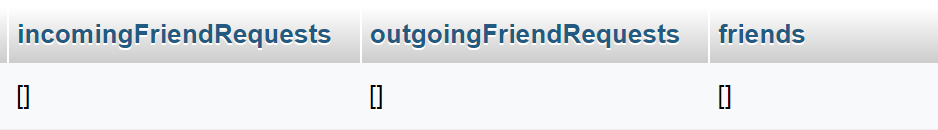 incomingFriendRequests outgoingFriendRequests friends
[] [] []